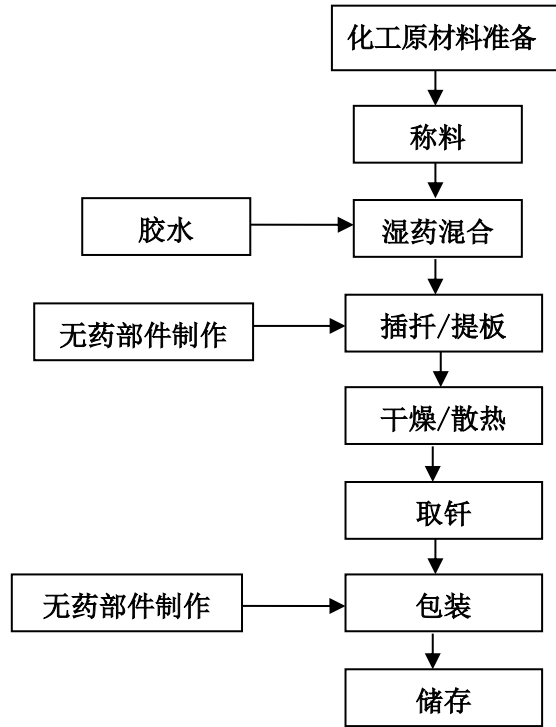 化工原材料准备
称料
胶水
湿药混合
无药部件制作
插扦/提板
干燥/散热
取钎
无药部件制作
包装
储存